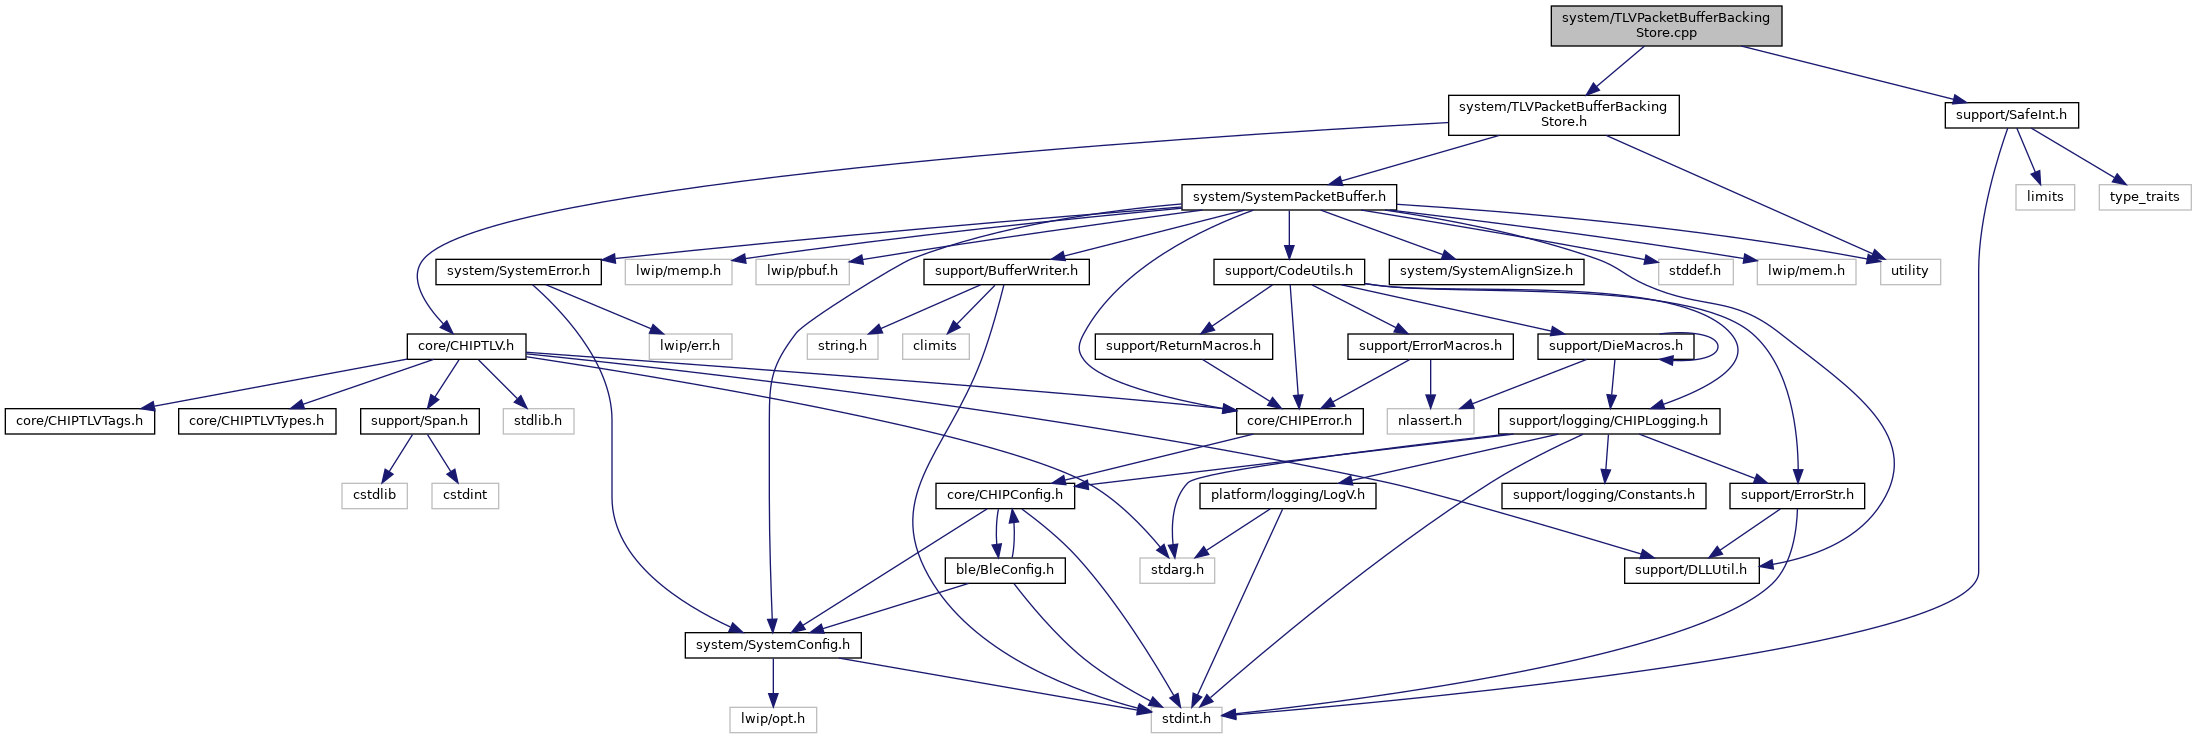 system/TLVPacketBufferBacking
Store.cpp
system/TLVPacketBufferBacking
Store.h
support/SafeInt.h
system/SystemPacketBuffer.h
limits
type_traits
system/SystemError.h
lwip/memp.h
lwip/pbuf.h
support/BufferWriter.h
support/CodeUtils.h
system/SystemAlignSize.h
stddef.h
lwip/mem.h
utility
core/CHIPTLV.h
lwip/err.h
string.h
climits
support/ReturnMacros.h
support/ErrorMacros.h
support/DieMacros.h
core/CHIPTLVTags.h
core/CHIPTLVTypes.h
support/Span.h
stdlib.h
core/CHIPError.h
nlassert.h
support/logging/CHIPLogging.h
cstdlib
cstdint
core/CHIPConfig.h
platform/logging/LogV.h
support/logging/Constants.h
support/ErrorStr.h
ble/BleConfig.h
stdarg.h
support/DLLUtil.h
system/SystemConfig.h
lwip/opt.h
stdint.h